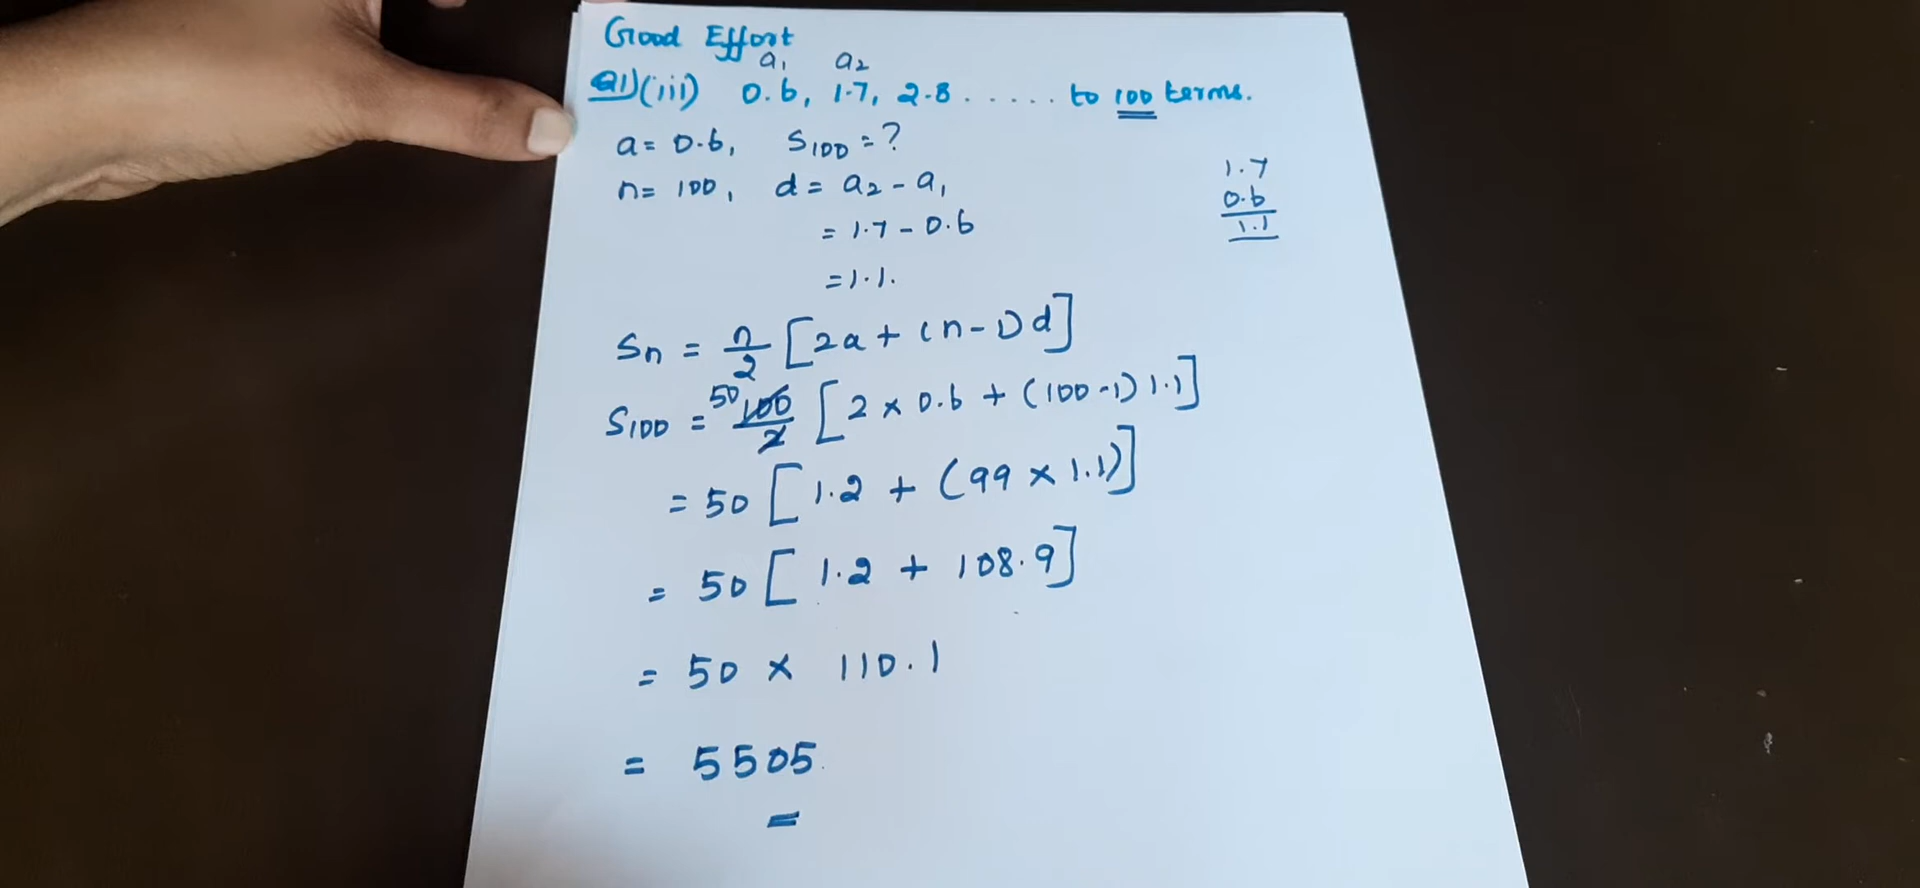 Good Effort
a₁ a₂
Q1)(iii) 0.6, 1.7, 2.8 ..... to 100 terms.
a = 0.6, S₁₀₀ = ?
n = 100, d = a₂ - a₁
= 1.7 - 0.6
= 1.1.
1.7
0.6
1.1
Sn = n/2 [2a + (n-1)d]
S₁₀₀ = 50 100/2 [2 × 0.6 + (100-1) 1.1]
= 50 [1.2 + (99 × 1.1)]
= 50 [1.2 + 108.9]
= 50 × 110.1
= 5505